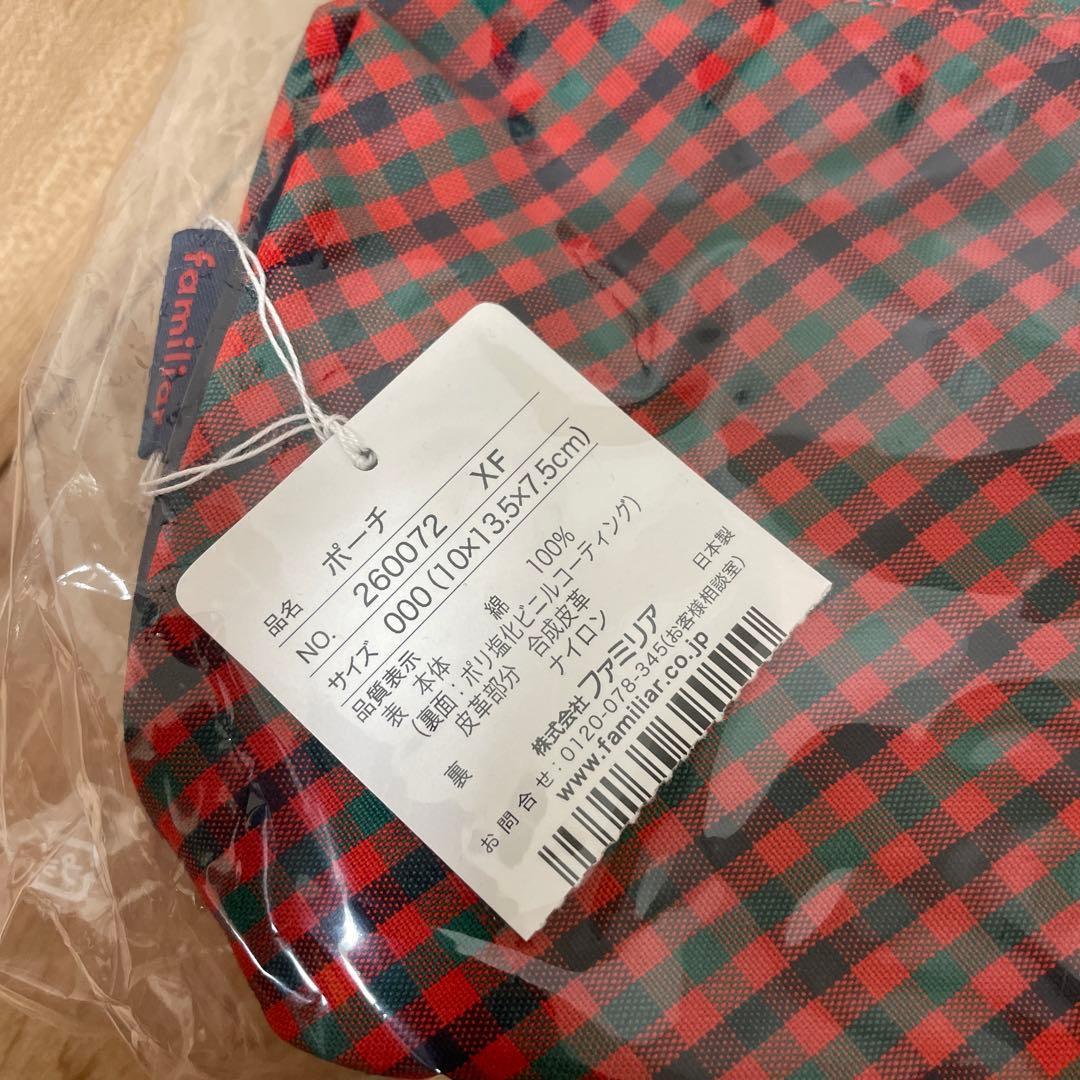 familiar
品名 ポーチ
NO. 260072 XF
サイズ 000(10×13.5×7.5cm)
品質表示
表 本体 綿 100%
(裏面:ポリ塩化ビニルコーティング)
皮革部分 合成皮革
裏 ナイロン
日本製
株式会社ファミリア
お問合せ:0120-078-345(お客様相談室)
www.familiar.co.jp
プラ